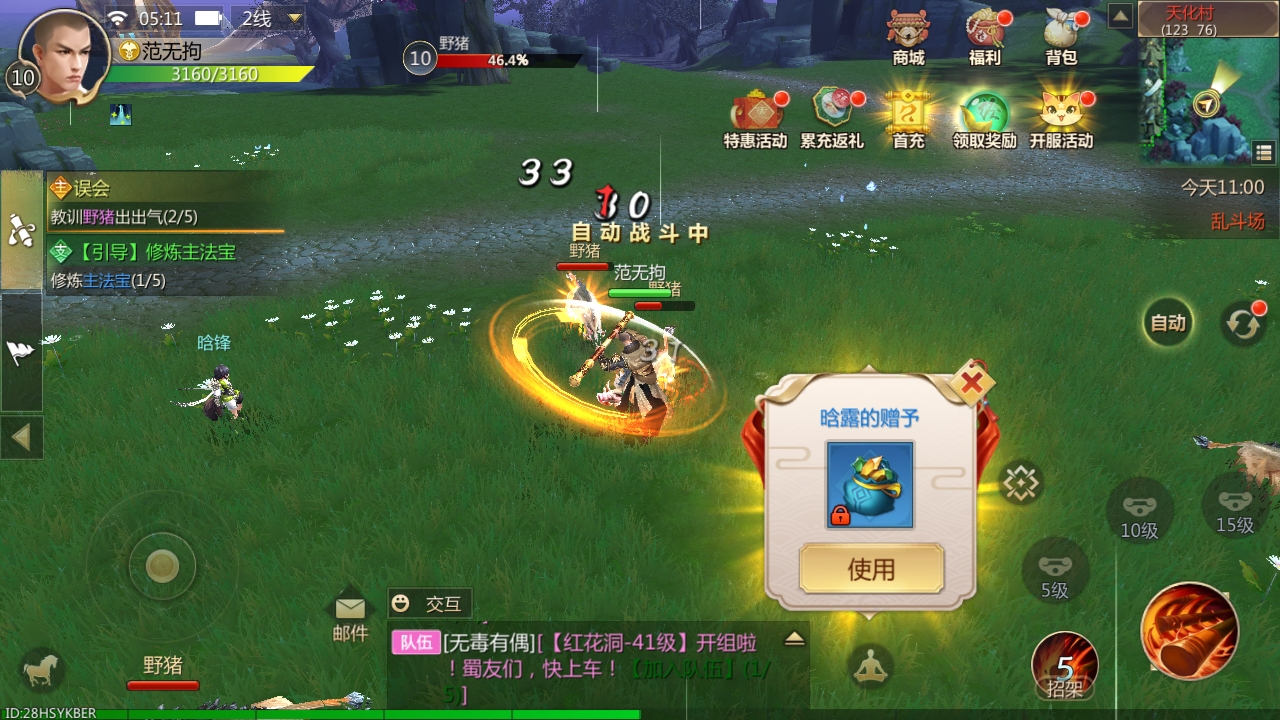 05:11
2线
范无拘
10
3160/3160
野猪
10
46.4%
商城
福利
背包
天化村
(123 76)
特惠活动
累充返礼
首充
领取奖励
开服活动
今天11:00
乱斗场
主 误会
教训野猪出出气(2/5)
支 【引导】修炼主法宝
修炼主法宝(1/5)
33
自动战斗中
野猪
范无拘
野猪
晗锋
自动
晗露的赠予
使用
10级
15级
5级
5
招架
交互
邮件
队伍 [无毒有偶][【红花洞-41级】开组啦
！蜀友们，快上车！【加入队伍】(1/
5)]
野猪
ID:28HSYKBER